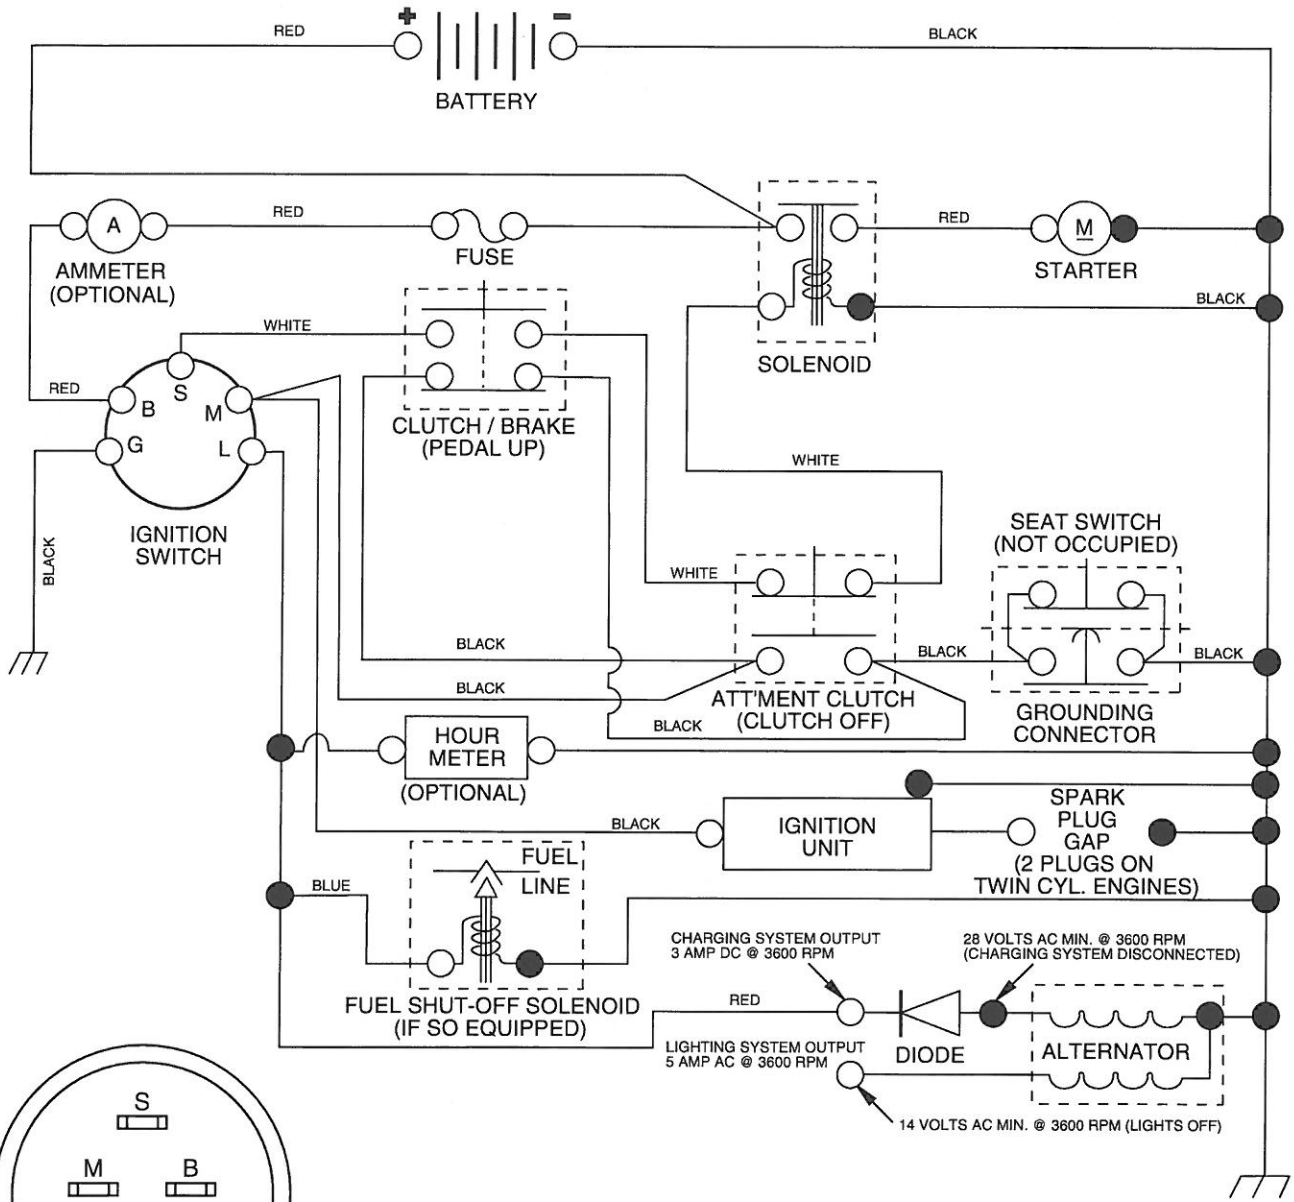 +
−
RED
BLACK
BATTERY
RED
RED
A
M
FUSE
AMMETER
(OPTIONAL)
STARTER
BLACK
WHITE
SOLENOID
RED
S
B
M
G
L
CLUTCH / BRAKE
(PEDAL UP)
WHITE
IGNITION
SWITCH
BLACK
SEAT SWITCH
(NOT OCCUPIED)
WHITE
BLACK
BLACK
BLACK
BLACK
ATT'MENT CLUTCH
(CLUTCH OFF)
GROUNDING
CONNECTOR
BLACK
HOUR
METER
(OPTIONAL)
BLACK
IGNITION
UNIT
SPARK
PLUG
GAP
(2 PLUGS ON
TWIN CYL. ENGINES)
FUEL
LINE
BLUE
FUEL SHUT-OFF SOLENOID
(IF SO EQUIPPED)
CHARGING SYSTEM OUTPUT
3 AMP DC @ 3600 RPM
28 VOLTS AC MIN. @ 3600 RPM
(CHARGING SYSTEM DISCONNECTED)
RED
DIODE
ALTERNATOR
LIGHTING SYSTEM OUTPUT
5 AMP AC @ 3600 RPM
14 VOLTS AC MIN. @ 3600 RPM (LIGHTS OFF)
S
M
B